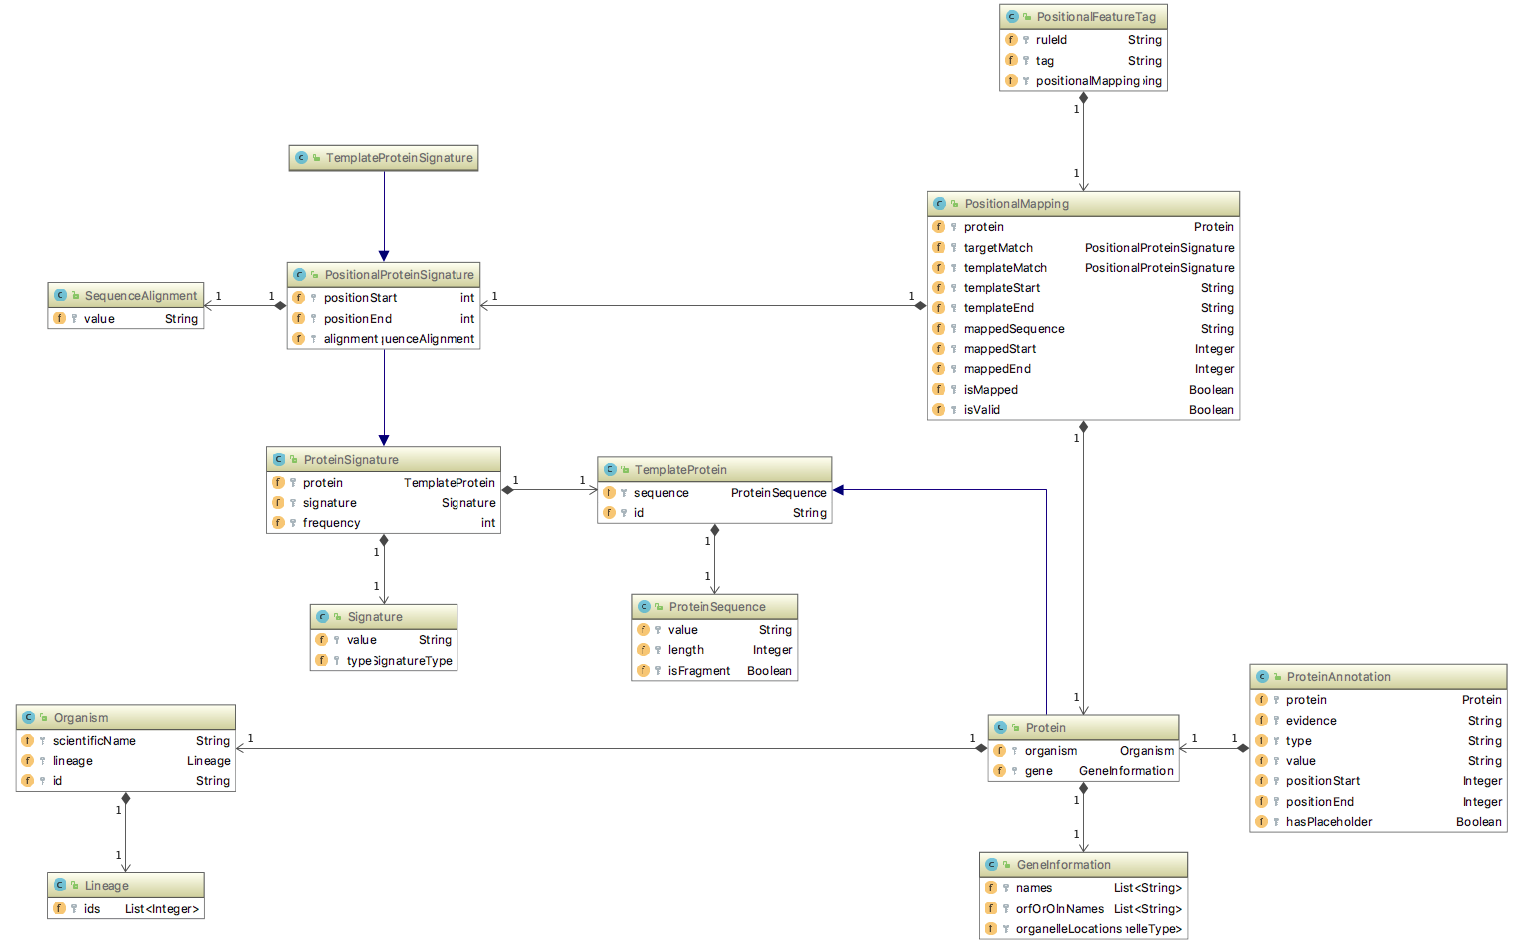 PositionalFeatureTag
ruleId String
tag String
positionalMapping
1
1
TemplateProteinSignature
PositionalMapping
protein Protein
targetMatch PositionalProteinSignature
templateMatch PositionalProteinSignature
templateStart String
templateEnd String
mappedSequence String
mappedStart Integer
mappedEnd Integer
isMapped Boolean
isValid Boolean
PositionalProteinSignature
positionStart int
positionEnd int
alignment
1 1
1 1
SequenceAlignment
value String
1
1
ProteinSignature
protein TemplateProtein
signature Signature
frequency int
1 1
TemplateProtein
sequence ProteinSequence
id String
1
1
1
1
Signature
value String
type SignatureType
ProteinSequence
value String
length Integer
isFragment Boolean
ProteinAnnotation
protein Protein
evidence String
type String
value String
positionStart Integer
positionEnd Integer
hasPlaceholder Boolean
Organism
scientificName String
lineage Lineage
id String
1 1
Protein
organism Organism
gene GeneInformation
1 1
1
1
1
1
Lineage
ids List<Integer>
GeneInformation
names List<String>
orfOrOlnNames List<String>
organelleLocations